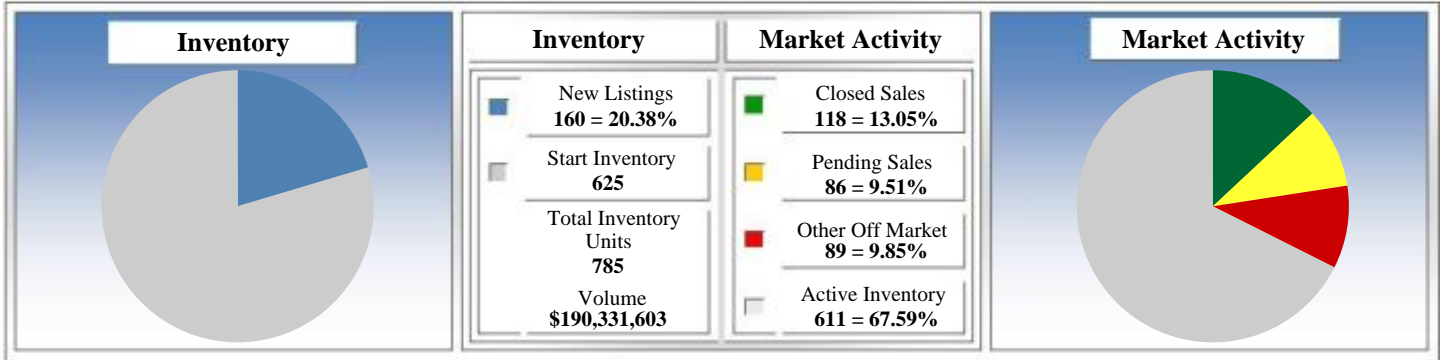 Inventory
Inventory
New Listings
160 = 20.38%
Start Inventory
625
Total Inventory
Units
785
Volume
$190,331,603
Market Activity
Closed Sales
118 = 13.05%
Pending Sales
86 = 9.51%
Other Off Market
89 = 9.85%
Active Inventory
611 = 67.59%
Market Activity